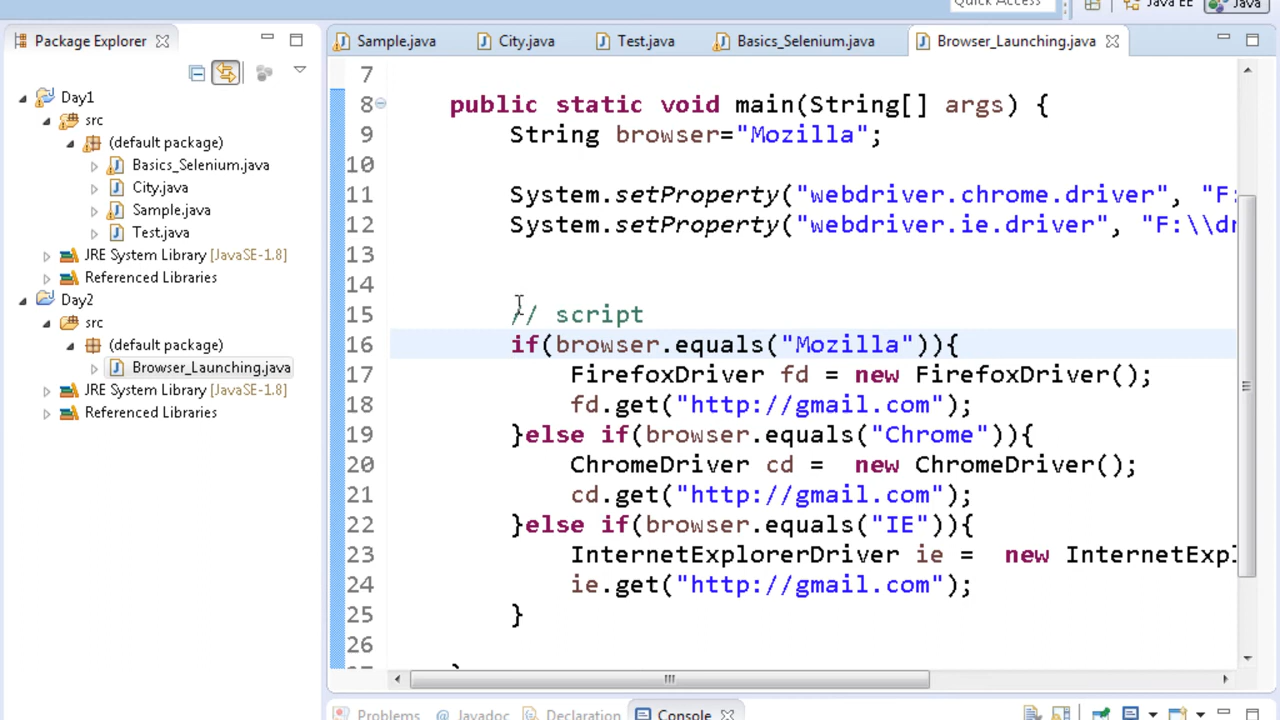 Quick Access
Java EE
Java
Package Explorer
Sample.java
City.java
Test.java
Basics_Selenium.java
Browser_Launching.java
Day1
src
(default package)
Basics_Selenium.java
City.java
Sample.java
Test.java
JRE System Library [JavaSE-1.8]
Referenced Libraries
Day2
src
(default package)
Browser_Launching.java
JRE System Library [JavaSE-1.8]
Referenced Libraries
7
8 public static void main(String[] args) {
9 String browser="Mozilla";
10
11 System.setProperty("webdriver.chrome.driver", "F:
12 System.setProperty("webdriver.ie.driver", "F:\\dr
13
14
15 // script
16 if(browser.equals("Mozilla")){
17 FirefoxDriver fd = new FirefoxDriver();
18 fd.get("http://gmail.com");
19 }else if(browser.equals("Chrome")){
20 ChromeDriver cd = new ChromeDriver();
21 cd.get("http://gmail.com");
22 }else if(browser.equals("IE")){
23 InternetExplorerDriver ie = new InternetExpl
24 ie.get("http://gmail.com");
25 }
26
Problems @ Javadoc Declaration Console